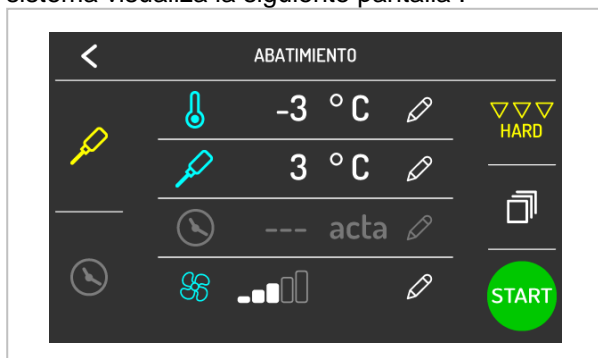 sistema visualiza la siguiente pantalla :
ABATIMIENTO
-3 °C
HARD
3 °C
--- acta
START